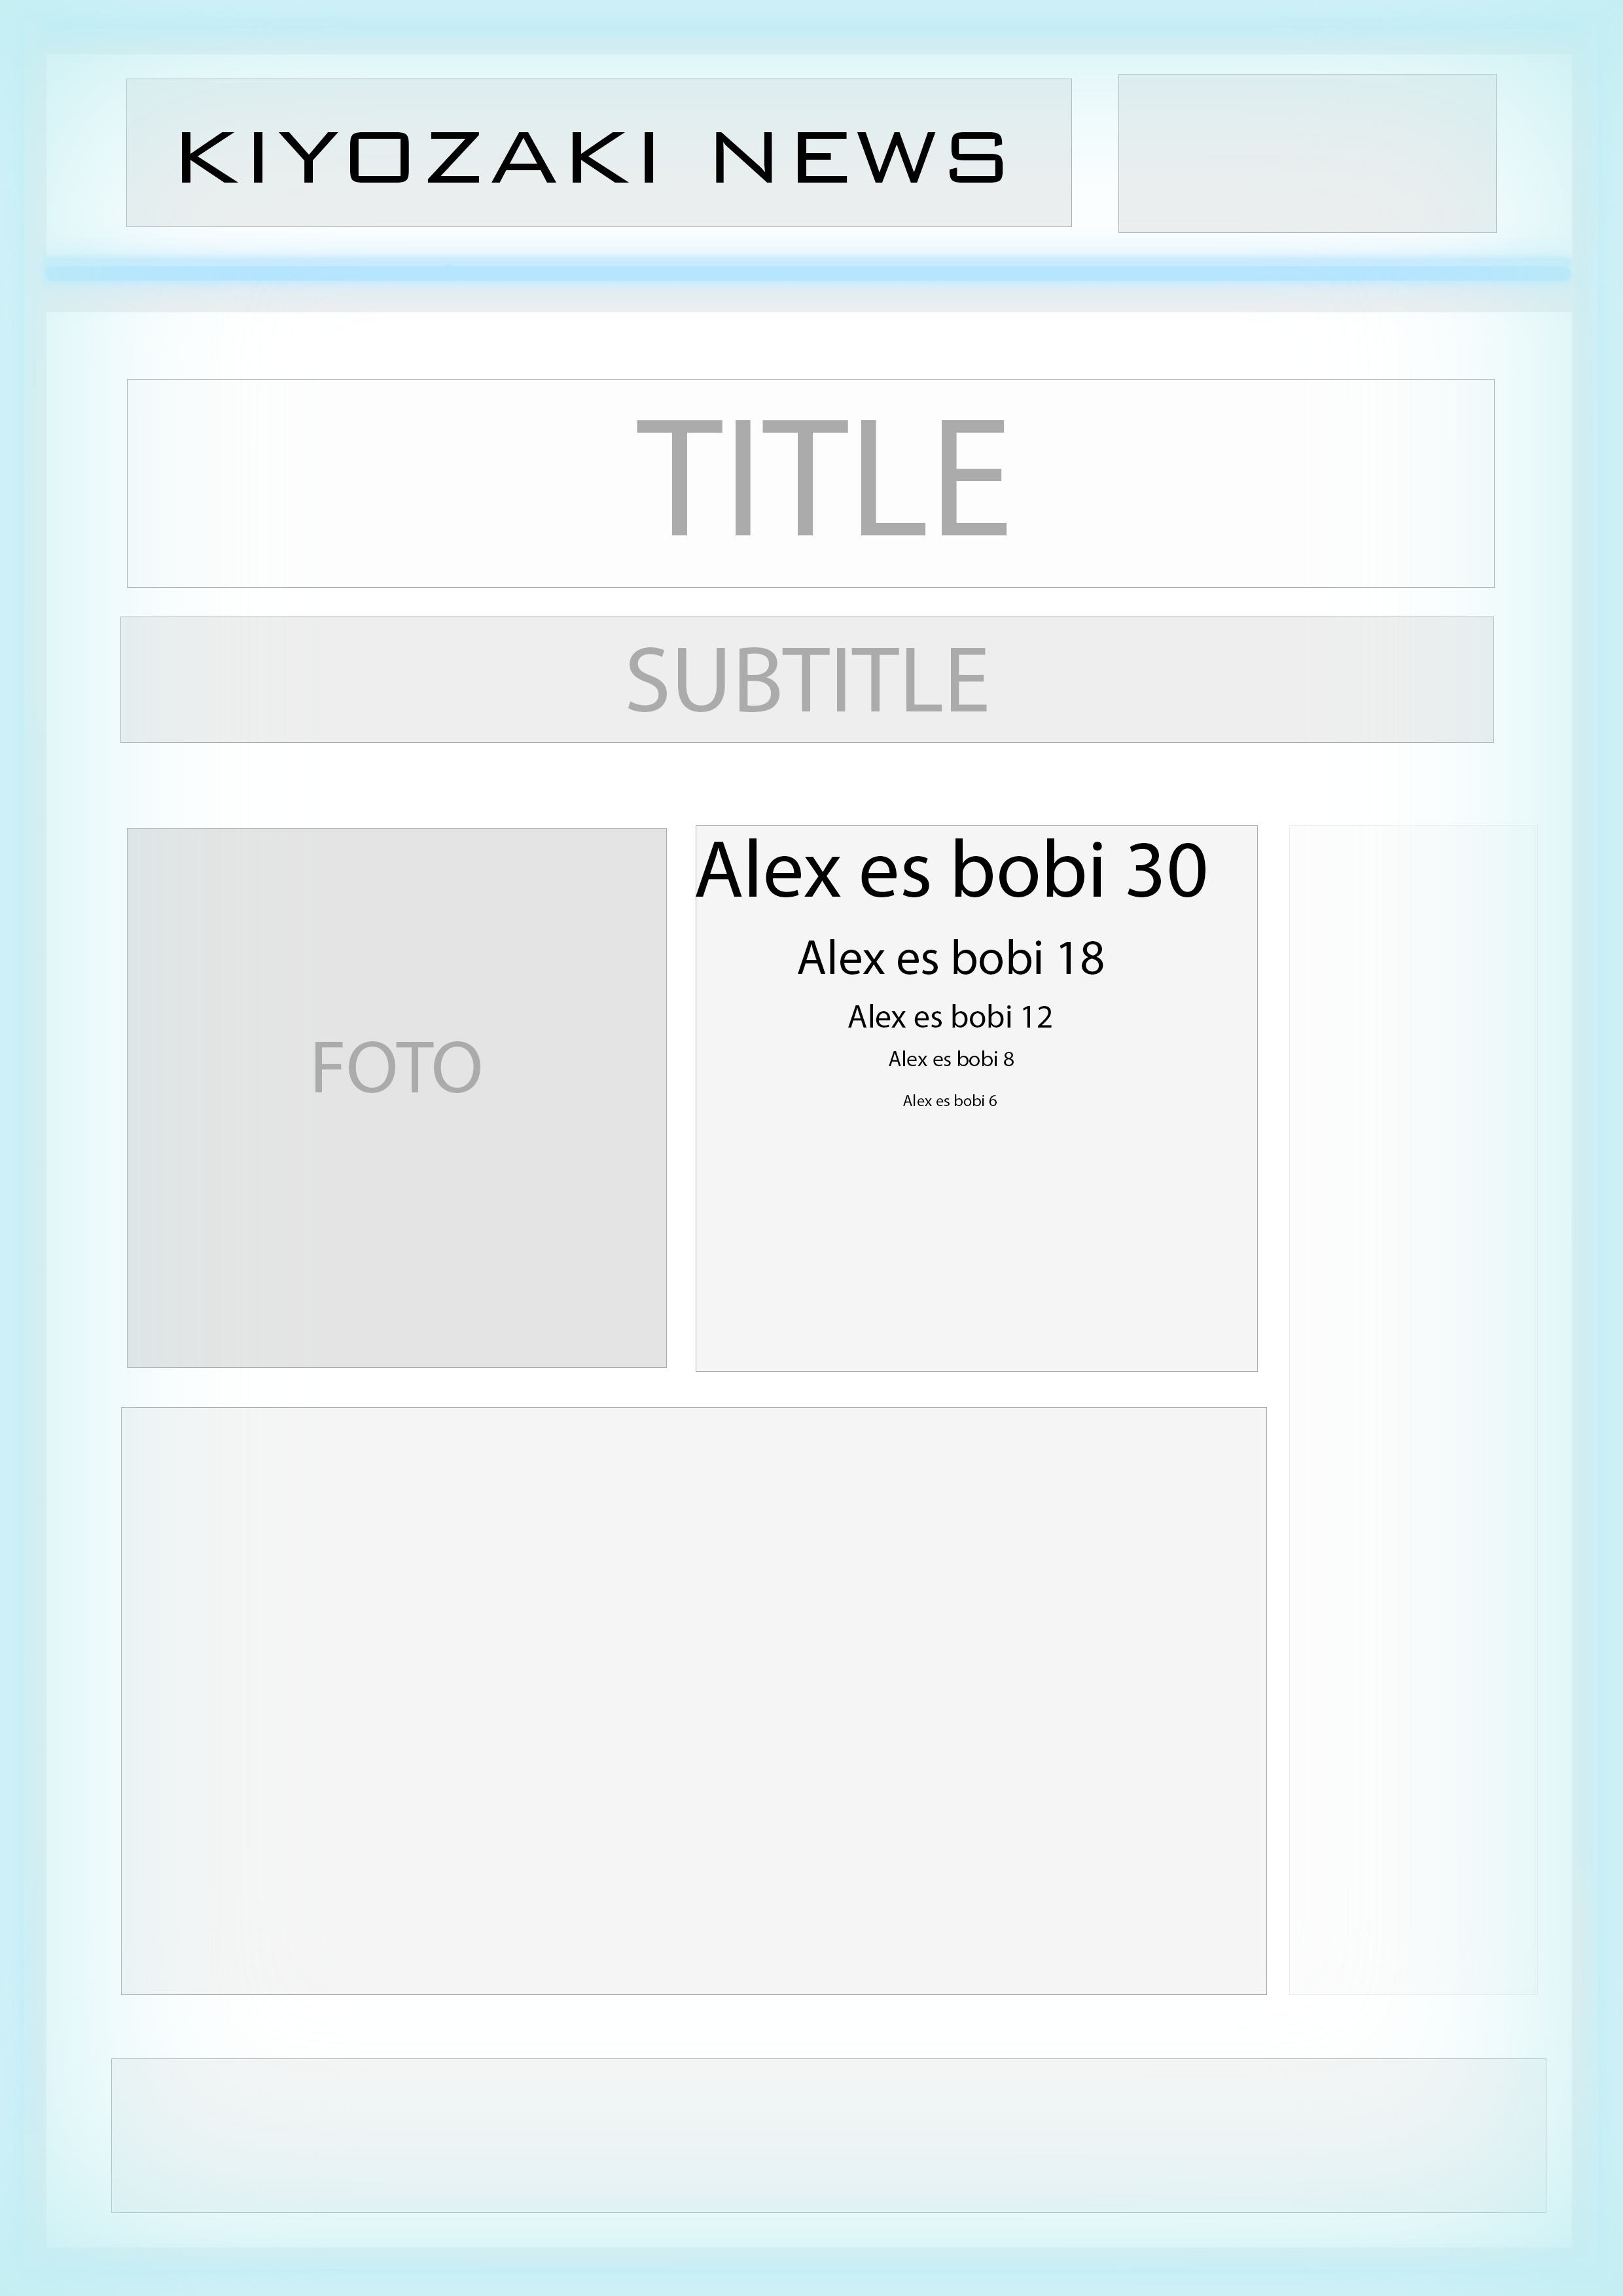 KIYOZAKI NEWS
TITLE
SUBTITLE
FOTO
Alex es bobi 30
Alex es bobi 18
Alex es bobi 12
Alex es bobi 8
Alex es bobi 6